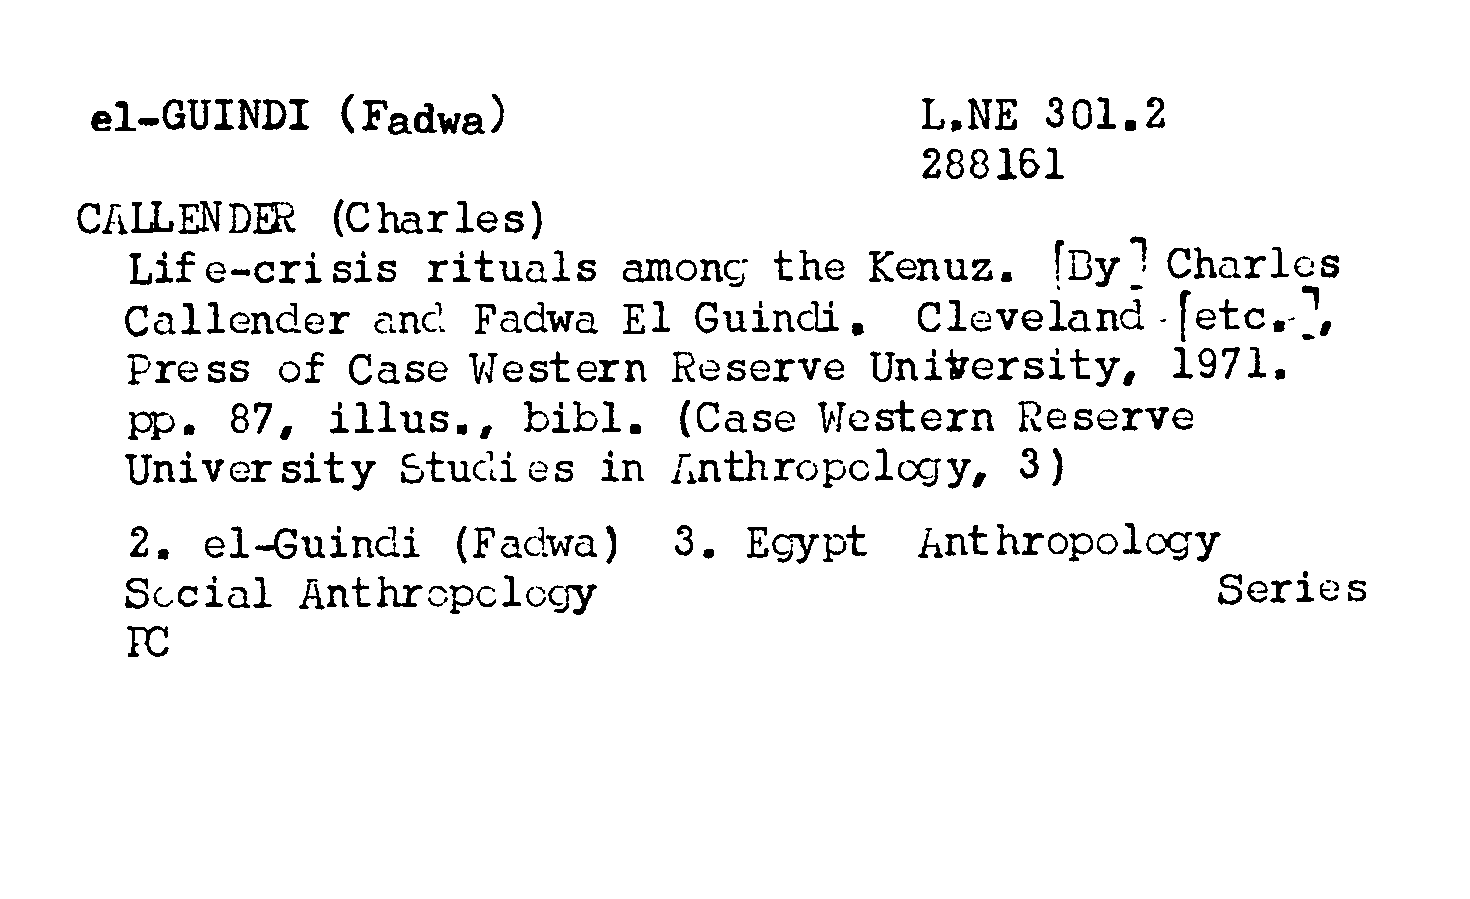 el-GUINDI (Fadwa) L.NE 301.2
288161
CALLENDER (Charles)
Life-crisis rituals among the Kenuz. [By] Charles
Callender and Fadwa El Guindi. Cleveland [etc.],
Press of Case Western Reserve University, 1971.
pp. 87, illus., bibl. (Case Western Reserve
University Studies in Anthropology, 3)
2. el-Guindi (Fadwa) 3. Egypt Anthropology
Social Anthropology Series
PC